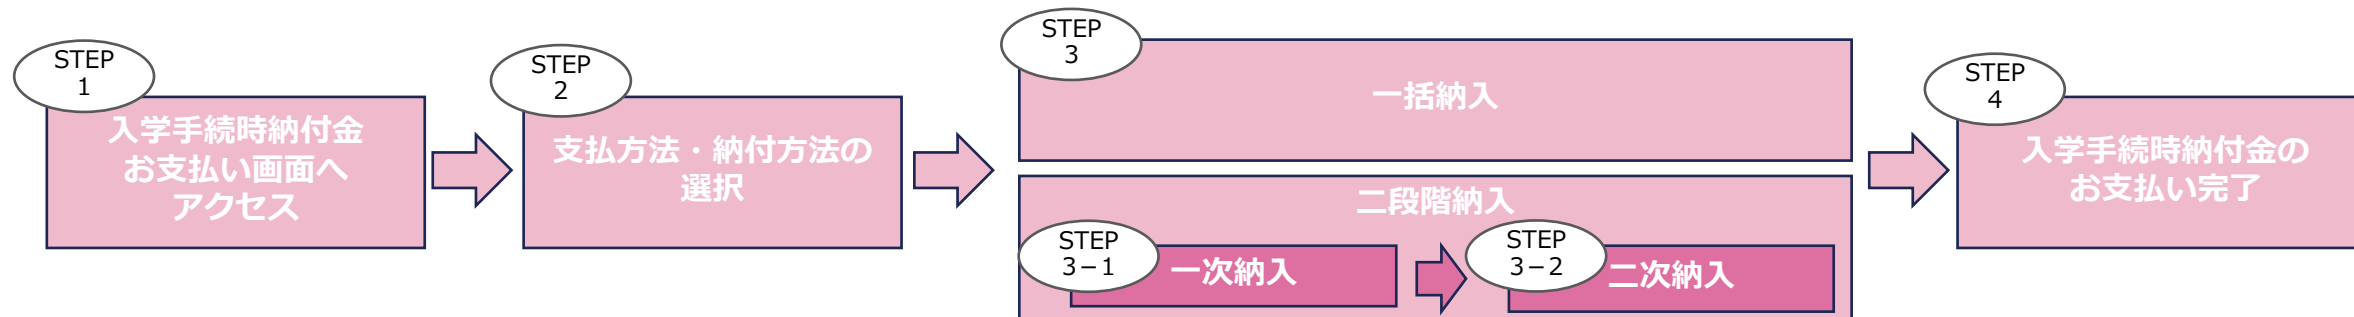 STEP
1
入学手続時納付金
お支払い画面へ
アクセス
STEP
2
支払方法・納付方法の
選択
STEP
3
一括納入
二段階納入
STEP
3－1
一次納入
STEP
3－2
二次納入
STEP
4
入学手続時納付金の
お支払い完了